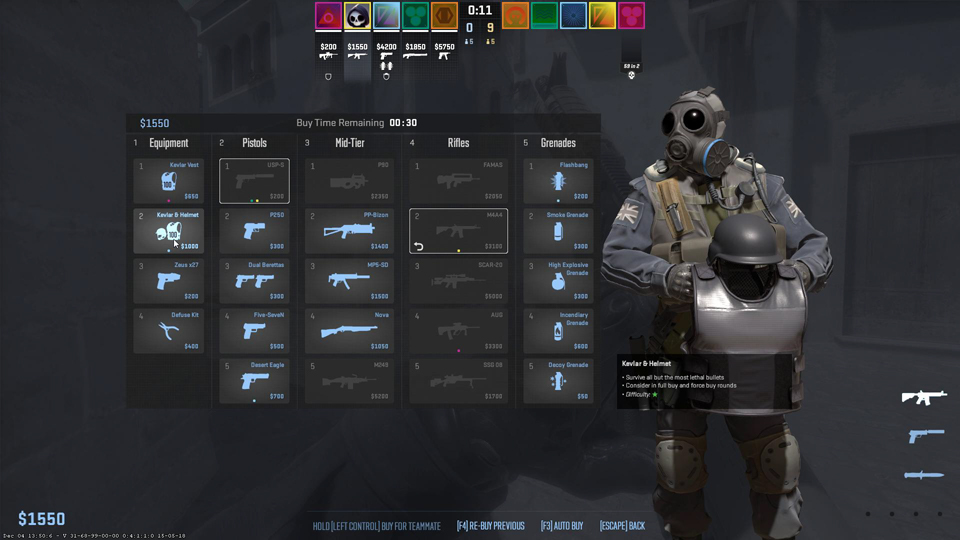 0:11
0 9
5 5
$200 $1550 $4200 $1850 $5750
59 in 2
$1550
Buy Time Remaining 00:30
1 Equipment
2 Pistols
3 Mid-Tier
4 Rifles
5 Grenades
1 Kevlar Vest
100
$650
2 Kevlar & Helmet
100
$1000
3 Zeus x27
$200
4 Defuse Kit
$400
1 USP-S
$200
2 P250
$300
3 Dual Berettas
$300
4 Five-SeveN
$500
5 Desert Eagle
$700
1 P90
$2350
2 PP-Bizon
$1400
3 MP5-SD
$1500
4 Nova
$1050
5 M249
$5200
1 FAMAS
$2050
2 M4A4
$3100
3 SCAR-20
$5000
4 AUG
$3300
5 SSG 08
$1700
1 Flashbang
$200
2 Smoke Grenade
$300
3 High Explosive
Grenade
$300
4 Incendiary
Grenade
$600
5 Decoy Grenade
$50
Kevlar & Helmet
• Survive all but the most lethal bullets
• Consider in full buy and force buy rounds
• Difficulty: ★
$1550
HOLD [LEFT CONTROL] BUY FOR TEAMMATE
[F4] RE-BUY PREVIOUS
[F3] AUTO BUY
[ESCAPE] BACK